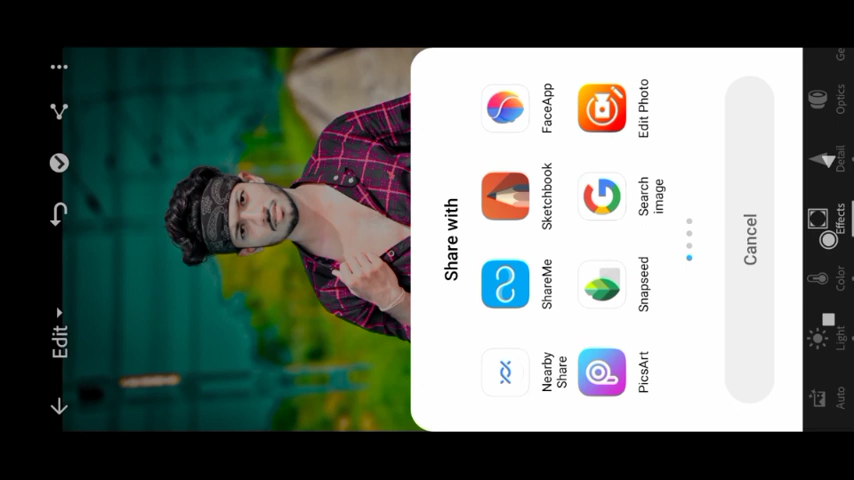 Edit
Share with
Nearby
Share
ShareMe
Sketchbook
FaceApp
PicsArt
Snapseed
Search
image
Edit Photo
Cancel
Auto
Light
Color
Effects
Detail
Optics
Ge